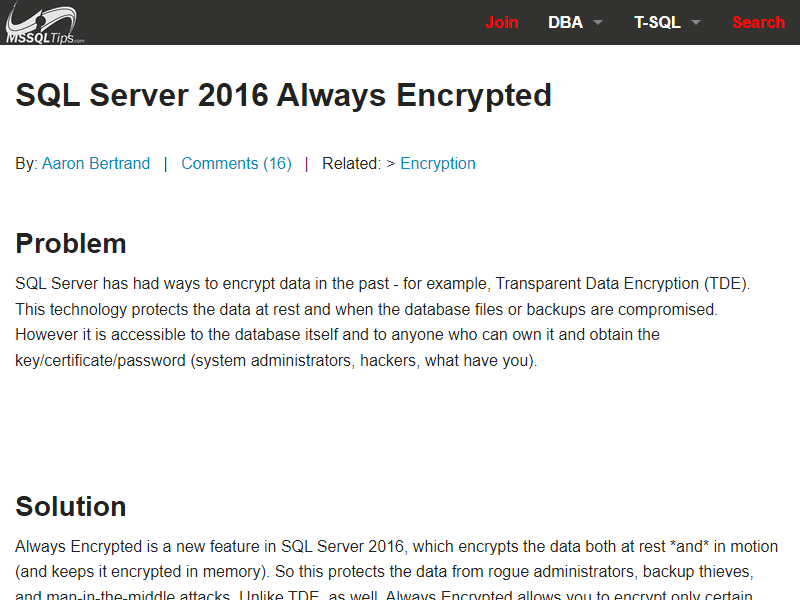 MSSQLTips.com
Join DBA T-SQL Search
SQL Server 2016 Always Encrypted
By: Aaron Bertrand | Comments (16) | Related: > Encryption
Problem
SQL Server has had ways to encrypt data in the past - for example, Transparent Data Encryption (TDE).
This technology protects the data at rest and when the database files or backups are compromised.
However it is accessible to the database itself and to anyone who can own it and obtain the
key/certificate/password (system administrators, hackers, what have you).
Solution
Always Encrypted is a new feature in SQL Server 2016, which encrypts the data both at rest *and* in motion
(and keeps it encrypted in memory). So this protects the data from rogue administrators, backup thieves,
and man-in-the-middle attacks. Unlike TDE, as well, Always Encrypted allows you to encrypt only certain